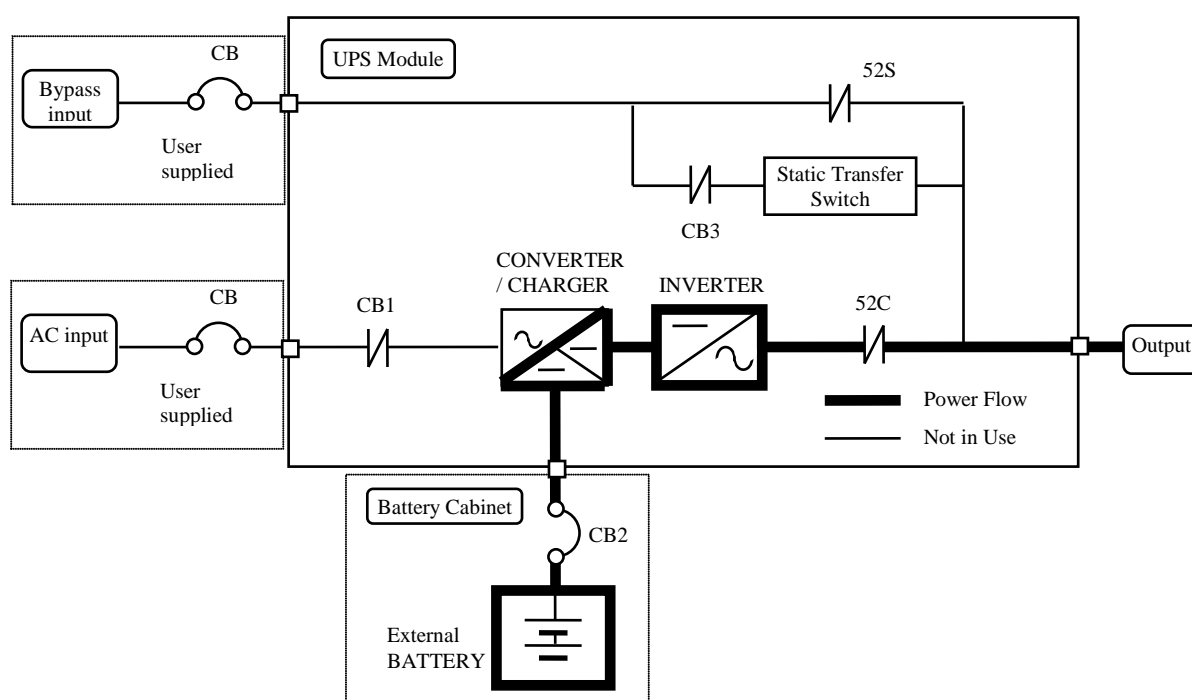 CB
UPS Module
52S
Bypass
input
User
supplied
Static Transfer
Switch
CB3
CONVERTER
/ CHARGER
INVERTER
CB
CB1
52C
AC input
Output
User
supplied
Power Flow
Not in Use
Battery Cabinet
CB2
External
BATTERY